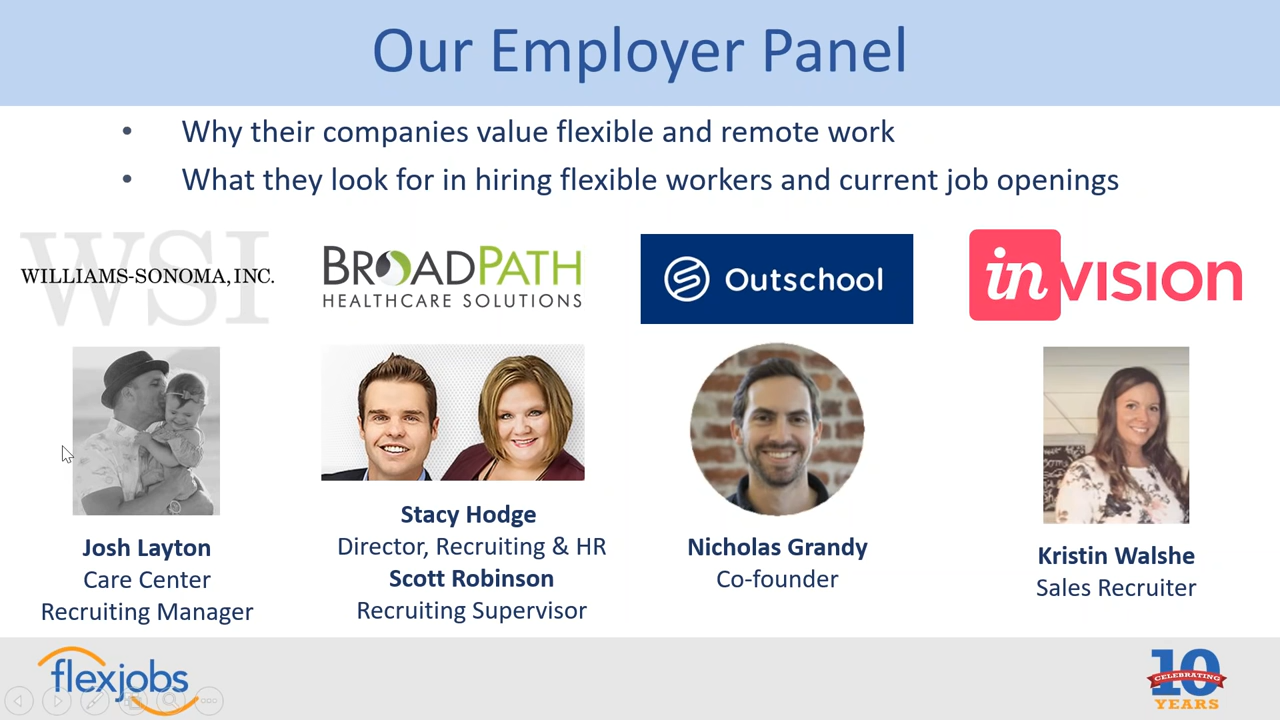 Our Employer Panel
• Why their companies value flexible and remote work
• What they look for in hiring flexible workers and current job openings
WSI
WILLIAMS-SONOMA, INC.
BROADPATH
HEALTHCARE SOLUTIONS
Outschool
inVISION
Josh Layton
Care Center
Recruiting Manager
Stacy Hodge
Director, Recruiting & HR
Scott Robinson
Recruiting Supervisor
Nicholas Grandy
Co-founder
Kristin Walshe
Sales Recruiter
flexjobs
10
CELEBRATING
YEARS